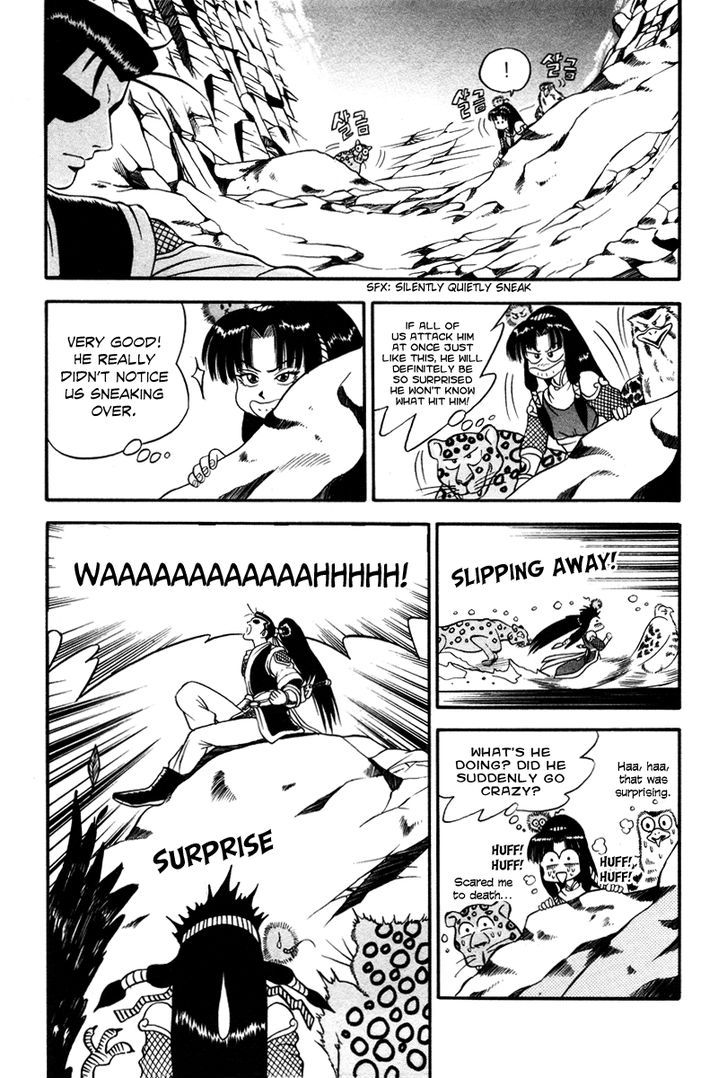 !
살금
살금
살금
SFX: SILENTLY QUIETLY SNEAK
VERY GOOD!
HE REALLY
DIDN'T NOTICE
US SNEAKING
OVER.
IF ALL OF
US ATTACK HIM
AT ONCE JUST
LIKE THIS, HE WILL
DEFINITELY BE
SO SURPRISED
HE WON'T KNOW
WHAT HIT HIM!
WAAAAAAAAAAAAAHHHHH!
SURPRISE
SLIPPING AWAY!
WHAT'S HE
DOING? DID HE
SUDDENLY GO
CRAZY?
Haa, haa,
that was
surprising.
HUFF!
HUFF!
HUFF!
HUFF!
Scared me
to death...